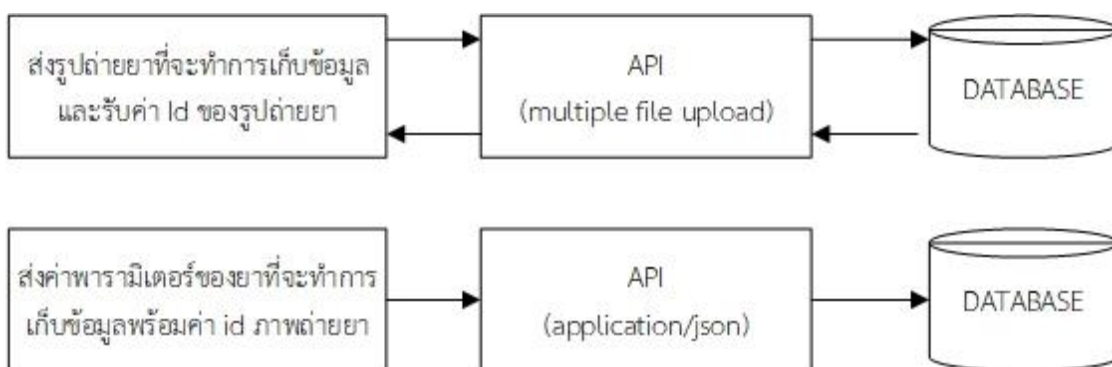 ส่งรูปถ่ายยาที่จะทำการเก็บข้อมูล
และรับค่า Id ของรูปถ่ายยา
API
(multiple file upload)
DATABASE
ส่งค่าพารามิเตอร์ของยาที่จะทำการ
เก็บข้อมูลพร้อมค่า id ภาพถ่ายยา
API
(application/json)
DATABASE